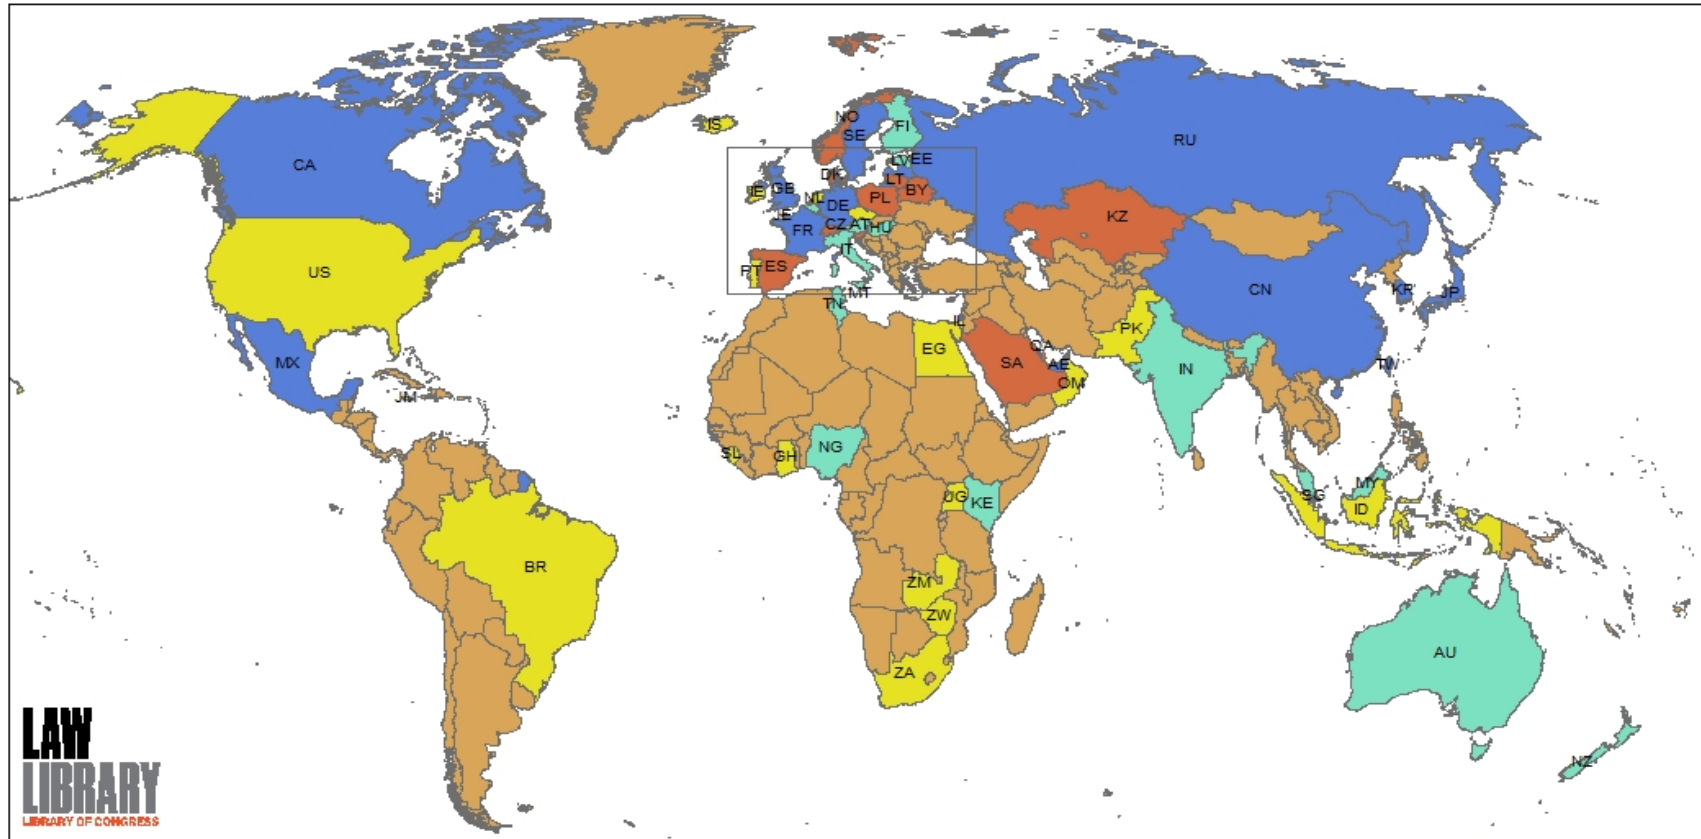 IS
NO
SE
FI
RU
CA
LV
EE
DK
LT
BY
IE
GB
NL
DE
PL
JE
FR
CZ
AT
HU
KZ
IT
US
PT
ES
CN
KR
JP
MT
TN
IL
PK
EG
QA
SA
AE
TW
MX
IN
OM
JM
NG
SL
GH
MY
SG
UG
KE
ID
BR
ZM
ZW
AU
ZA
LAW
LIBRARY
LIBRARY OF CONGRESS
NZ